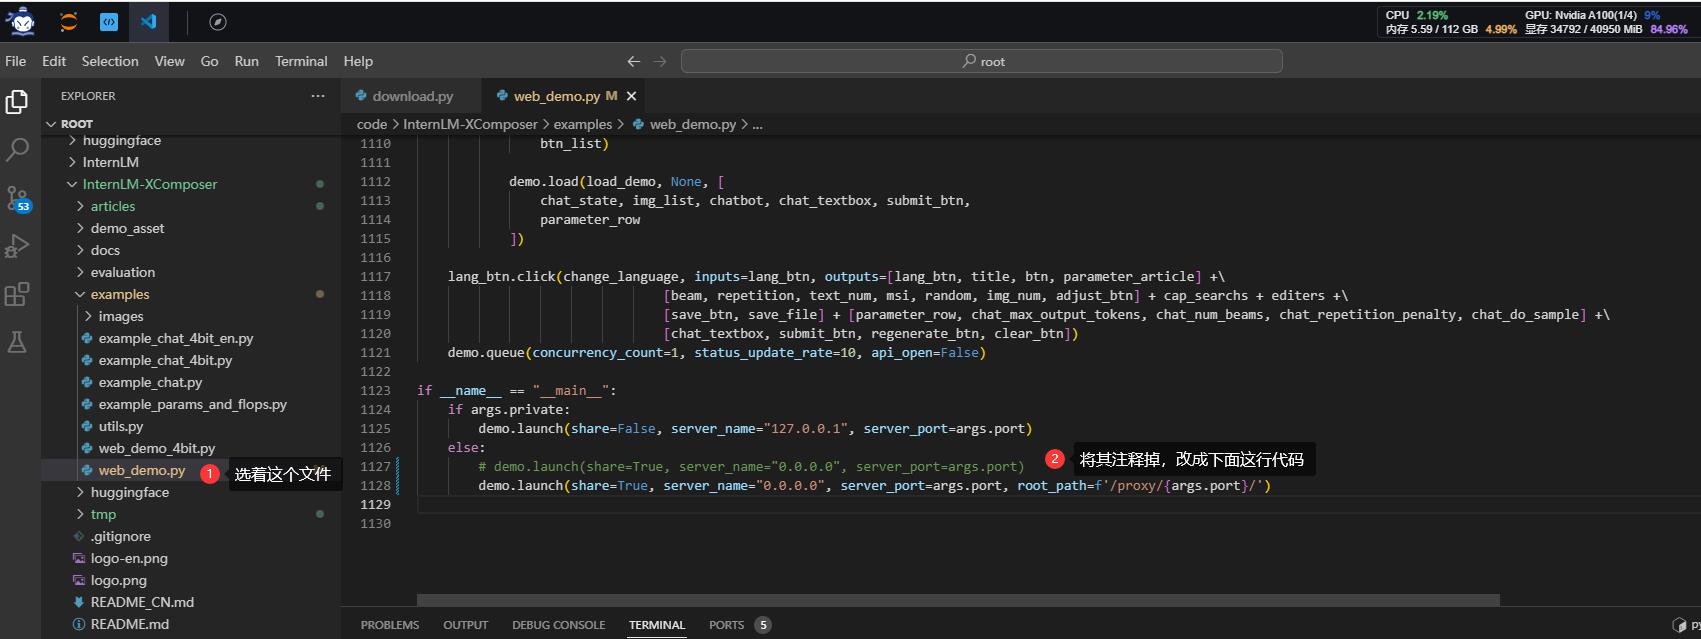 CPU 2.19% GPU: Nvidia A100(1/4) 9%
内存 5.59 / 112 GB 4.99% 显存 34792 / 40950 MiB 84.96%
File Edit Selection View Go Run Terminal Help
root
EXPLORER
ROOT
huggingface
InternLM
InternLM-XComposer
articles
demo_asset
docs
evaluation
examples
images
example_chat_4bit_en.py
example_chat_4bit.py
example_chat.py
example_params_and_flops.py
utils.py
web_demo_4bit.py
web_demo.py
1 选着这个文件
huggingface
tmp
.gitignore
logo-en.png
logo.png
README_CN.md
README.md
53
download.py web_demo.py M
code > InternLM-XComposer > examples > web_demo.py > ...
1110 btn_list)
1111
1112 demo.load(load_demo, None, [
1113 chat_state, img_list, chatbot, chat_textbox, submit_btn,
1114 parameter_row
1115 ])
1116
1117 lang_btn.click(change_language, inputs=lang_btn, outputs=[lang_btn, title, btn, parameter_article] +\
1118 [beam, repetition, text_num, msi, random, img_num, adjust_btn] + cap_searchs + editers +\
1119 [save_btn, save_file] + [parameter_row, chat_max_output_tokens, chat_num_beams, chat_repetition_penalty, chat_do_sample] +\
1120 [chat_textbox, submit_btn, regenerate_btn, clear_btn])
1121 demo.queue(concurrency_count=1, status_update_rate=10, api_open=False)
1122
1123 if __name__ == "__main__":
1124 if args.private:
1125 demo.launch(share=False, server_name="127.0.0.1", server_port=args.port)
1126 else:
1127 # demo.launch(share=True, server_name="0.0.0.0", server_port=args.port)
2 将其注释掉，改成下面这行代码
1128 demo.launch(share=True, server_name="0.0.0.0", server_port=args.port, root_path=f'/proxy/{args.port}/')
1129
1130
PROBLEMS OUTPUT DEBUG CONSOLE TERMINAL PORTS 5